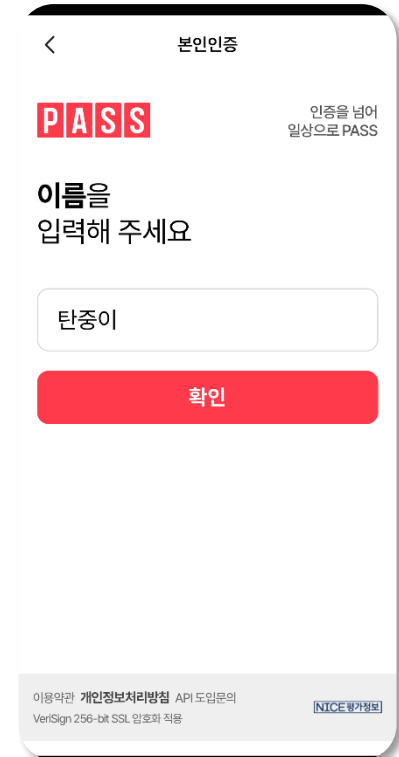 본인인증
PASS
인증을 넘어
일상으로 PASS
이름을
입력해 주세요
탄중이
확인
이용약관 개인정보처리방침 API 도입문의
VeriSign 256-bit SSL 암호화 적용
NICE평가정보